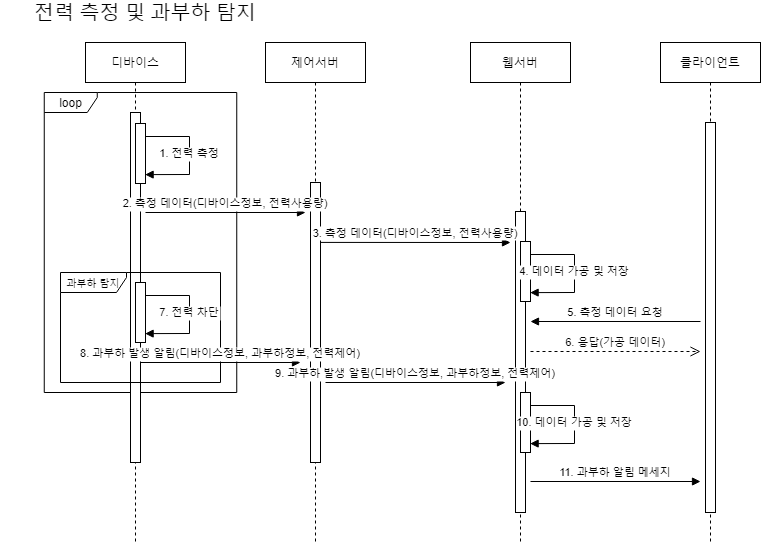 전력 측정 및 과부하 탐지
디바이스
제어서버
웹서버
클라이언트
loop
1. 전력 측정
2. 측정 데이터(디바이스정보, 전력사용량)
3. 측정 데이터(디바이스정보, 전력사용량)
4. 데이터 가공 및 저장
과부하 탐지
5. 측정 데이터 요청
7. 전력 차단
6. 응답(가공 데이터)
8. 과부하 발생 알림(디바이스정보, 과부하정보, 전력제어)
9. 과부하 발생 알림(디바이스정보, 과부하정보, 전력제어)
10. 데이터 가공 및 저장
11. 과부하 알림 메세지